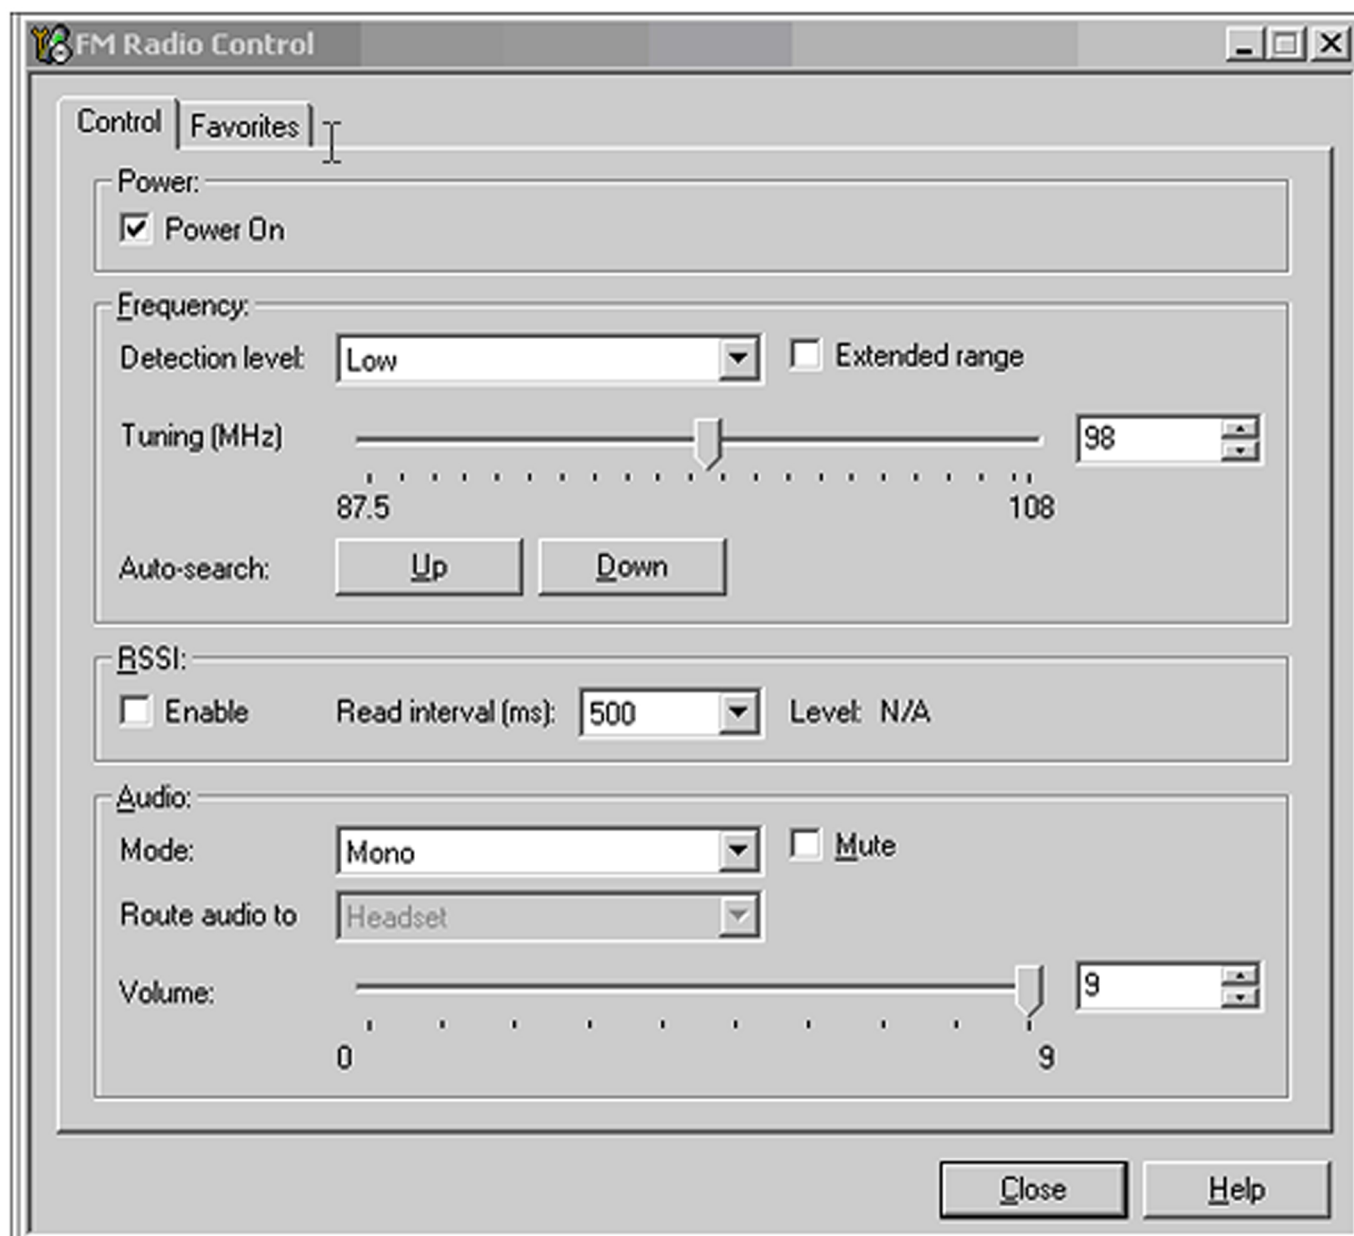 FM Radio Control
Control Favorites
Power:
Power On
Frequency:
Detection level: Low Extended range
Tuning (MHz) 98
87.5 108
Auto-search: Up Down
RSSI:
Enable Read interval (ms): 500 Level: N/A
Audio:
Mode: Mono Mute
Route audio to Headset
Volume: 9
0 9
Close Help